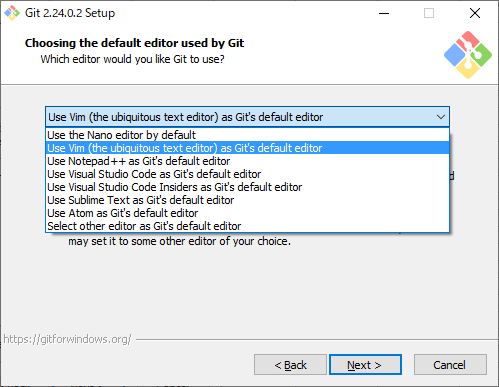 Git 2.24.0.2 Setup
Choosing the default editor used by Git
Which editor would you like Git to use?
Use Vim (the ubiquitous text editor) as Git's default editor
Use the Nano editor by default
Use Vim (the ubiquitous text editor) as Git's default editor
Use Notepad++ as Git's default editor
Use Visual Studio Code as Git's default editor
Use Visual Studio Code Insiders as Git's default editor
Use Sublime Text as Git's default editor
Use Atom as Git's default editor
Select other editor as Git's default editor
may set it to some other editor of your choice.
https://gitforwindows.org/
< Back
Next >
Cancel